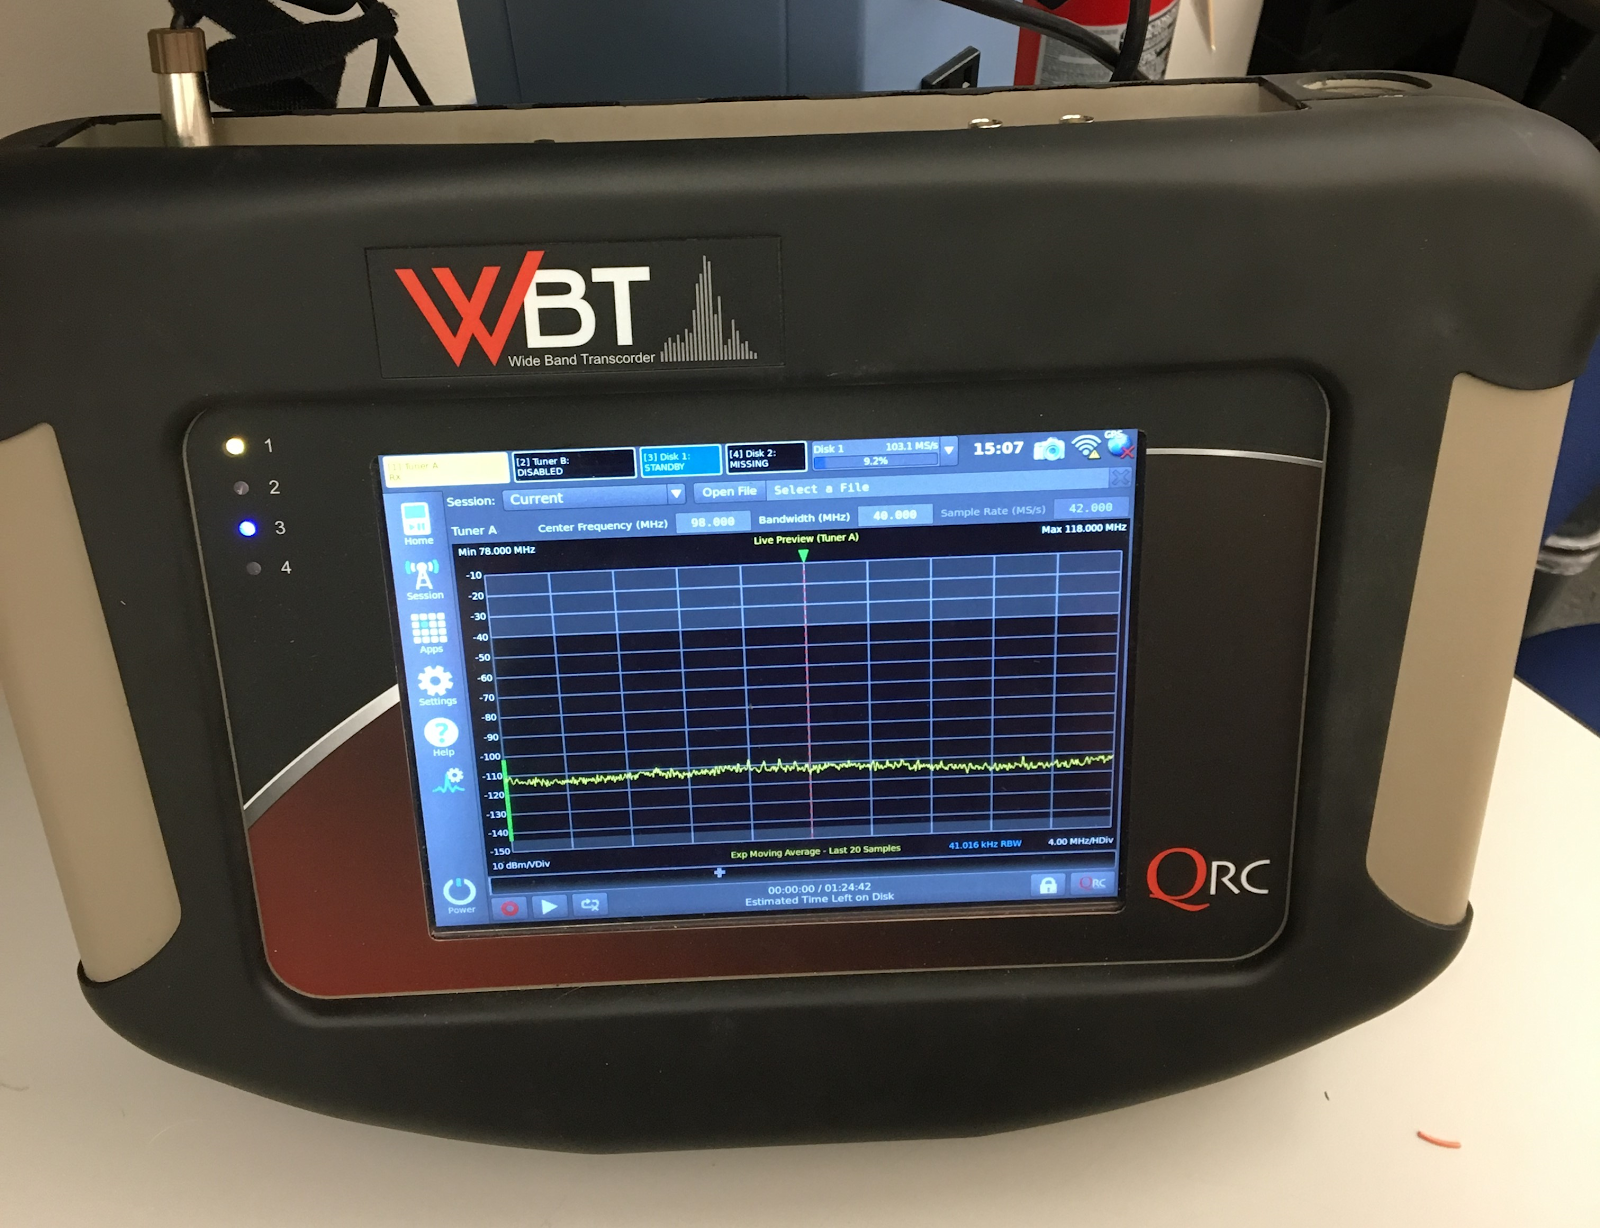 WBT
Wide Band Transcorder
1
2
3
4
[1] Tuner A
Rx
[2] Tuner B:
DISABLED
[3] Disk 1:
STANDBY
[4] Disk 2:
MISSING
Disk 1 103.1 MS/s
9.2%
15:07
GPS
Session: Current Open File Select a File
Tuner A Center Frequency (MHz) 98.000 Bandwidth (MHz) 40.000 Sample Rate (MS/s) 42.000
Min 78.000 MHz Live Preview (Tuner A) Max 118.000 MHz
Home
Session
Apps
Settings
Help
Power
-10
-20
-30
-40
-50
-60
-70
-80
-90
-100
-110
-120
-130
-140
-150
10 dBm/VDiv Exp Moving Average - Last 20 Samples 41.016 kHz RBW 4.00 MHz/HDiv
00:00:00 / 01:24:42
Estimated Time Left on Disk
QRC
QRC